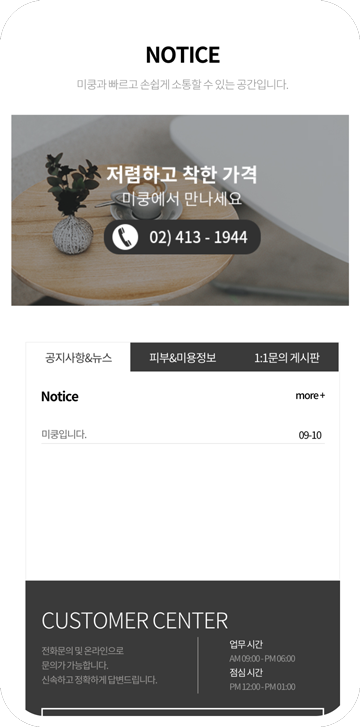 NOTICE
미쿵과 빠르고 손쉽게 소통할 수 있는 공간입니다.
저렴하고 착한 가격
미쿵에서 만나세요
02) 413 - 1944
공지사항&뉴스 피부&미용정보 1:1문의 게시판
Notice more +
미쿵입니다. 09-10
CUSTOMER CENTER
전화문의 및 온라인으로
문의가 가능합니다.
신속하고 정확하게 답변드립니다.
업무 시간
AM 09:00 - PM 06:00
점심 시간
PM 12:00 - PM 01:00